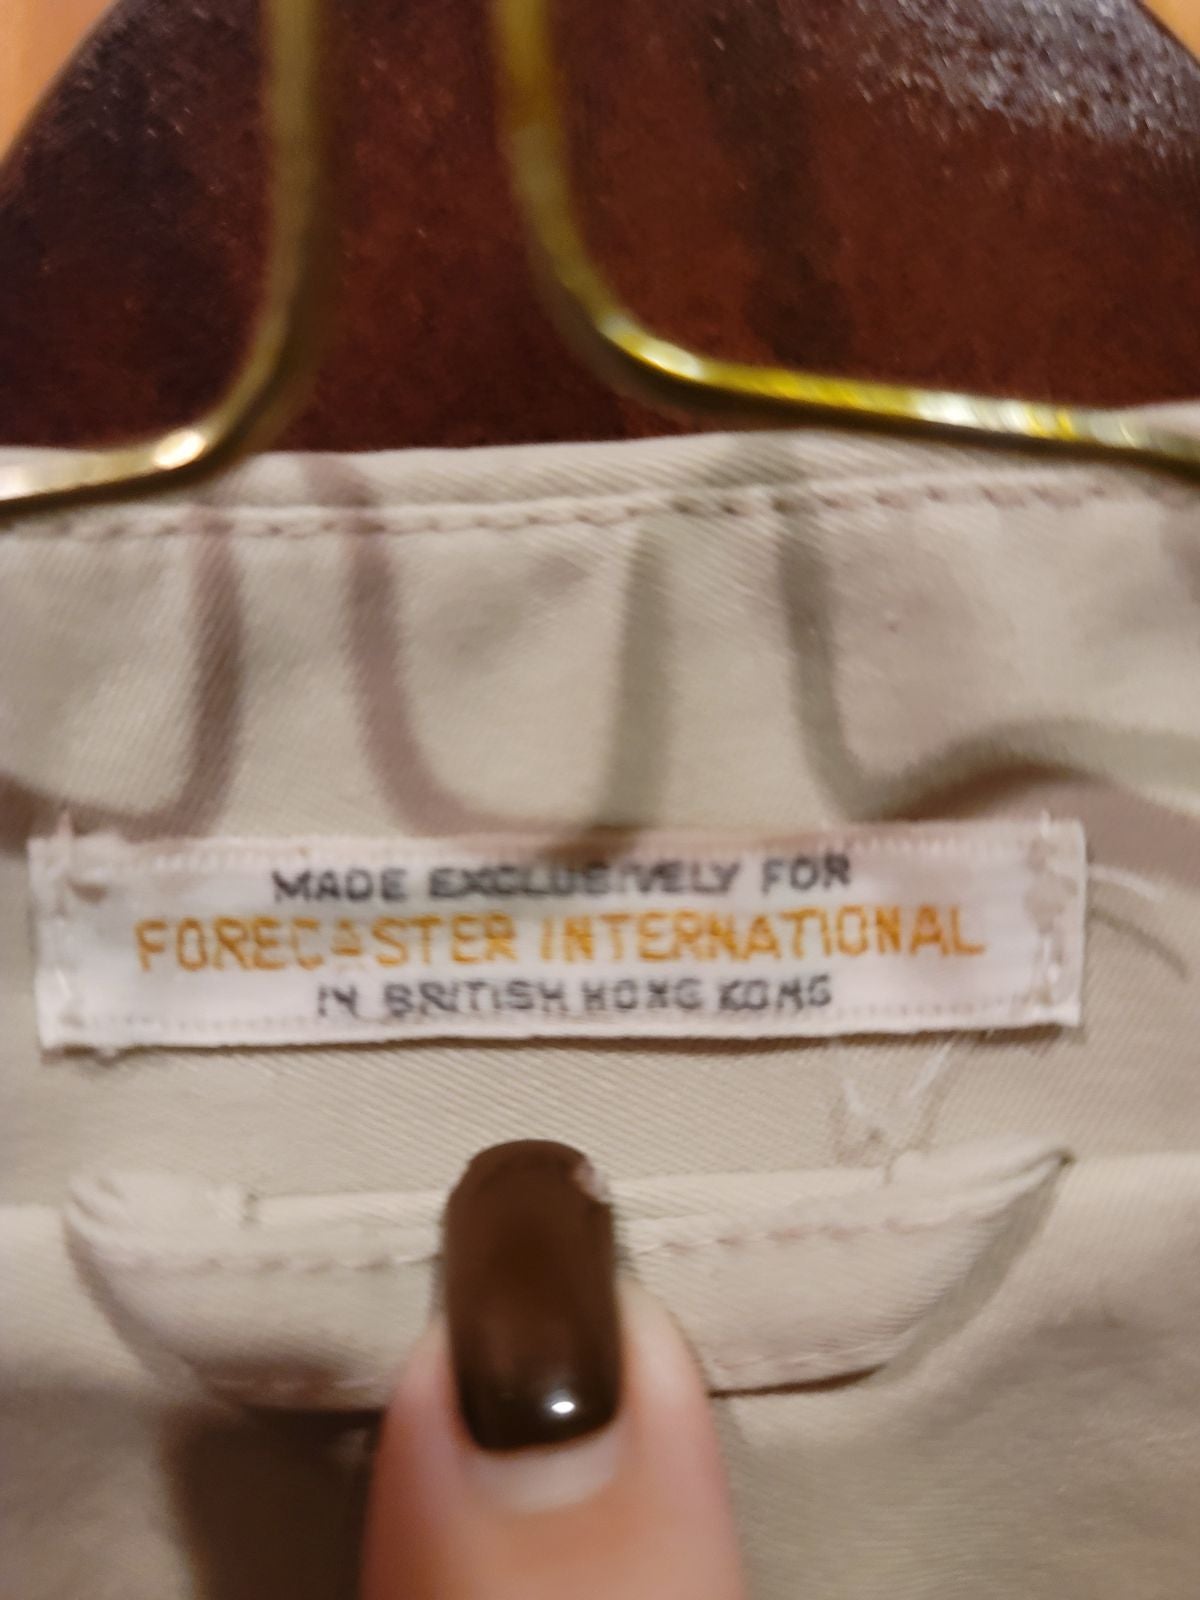 MADE EXCLUSIVELY FOR
FORECASTER INTERNATIONAL
IN BRITISH HONG KONG